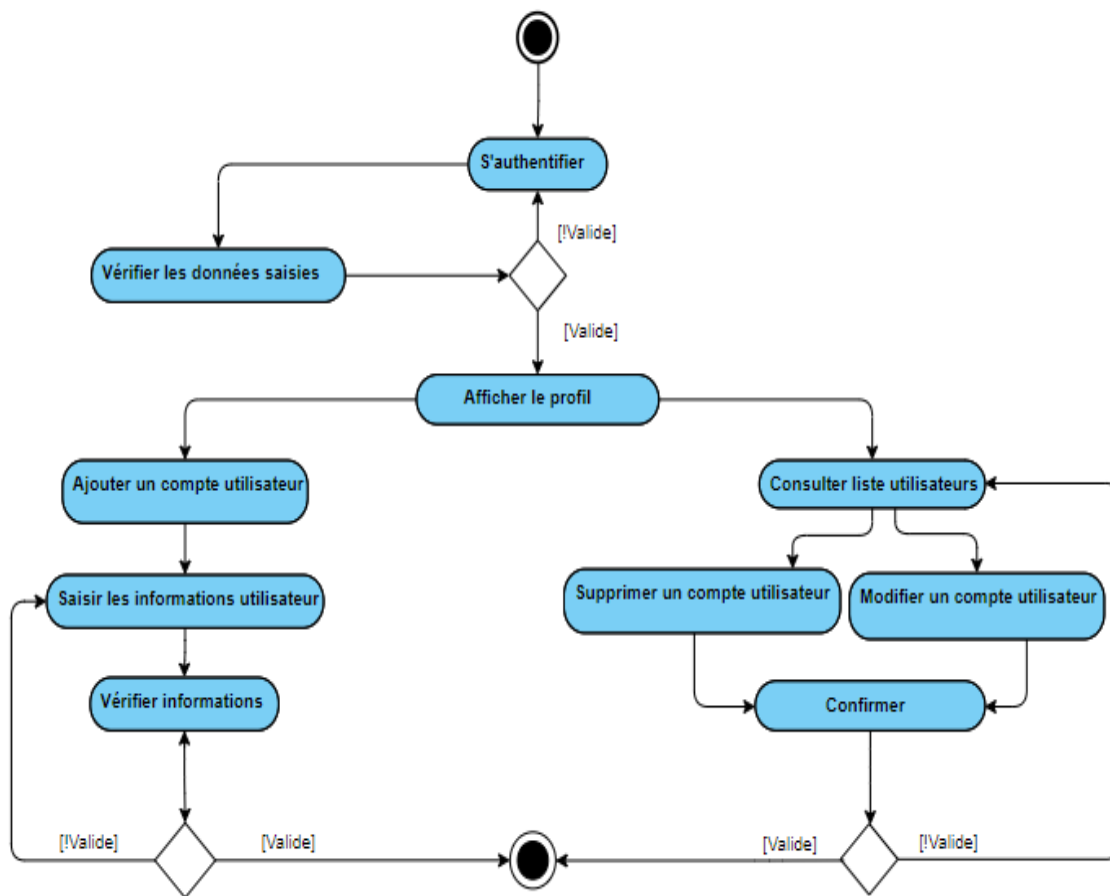 S'authentifier
[!Valide]
Vérifier les données saisies
[Valide]
Afficher le profil
Ajouter un compte utilisateur
Consulter liste utilisateurs
Saisir les informations utilisateur
Supprimer un compte utilisateur
Modifier un compte utilisateur
Vérifier informations
Confirmer
[!Valide]
[Valide]
[Valide]
[!Valide]